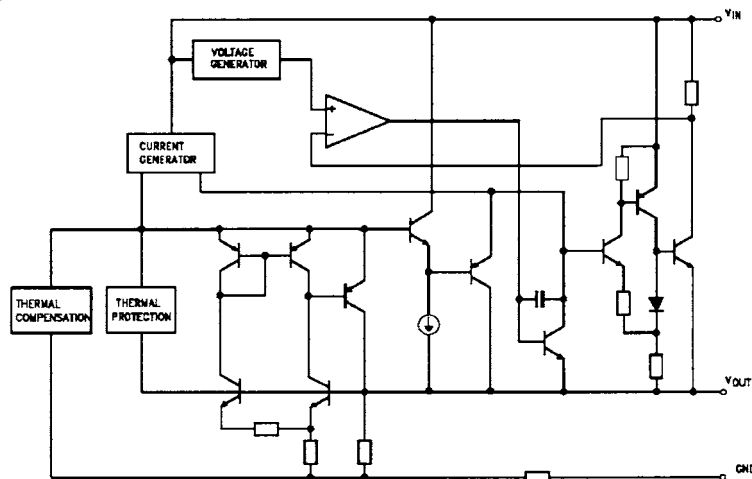 VIN
VOLTAGE
GENERATOR
+
-
CURRENT
GENERATOR
THERMAL
COMPENSATION
THERMAL
PROTECTION
VOUT
GND